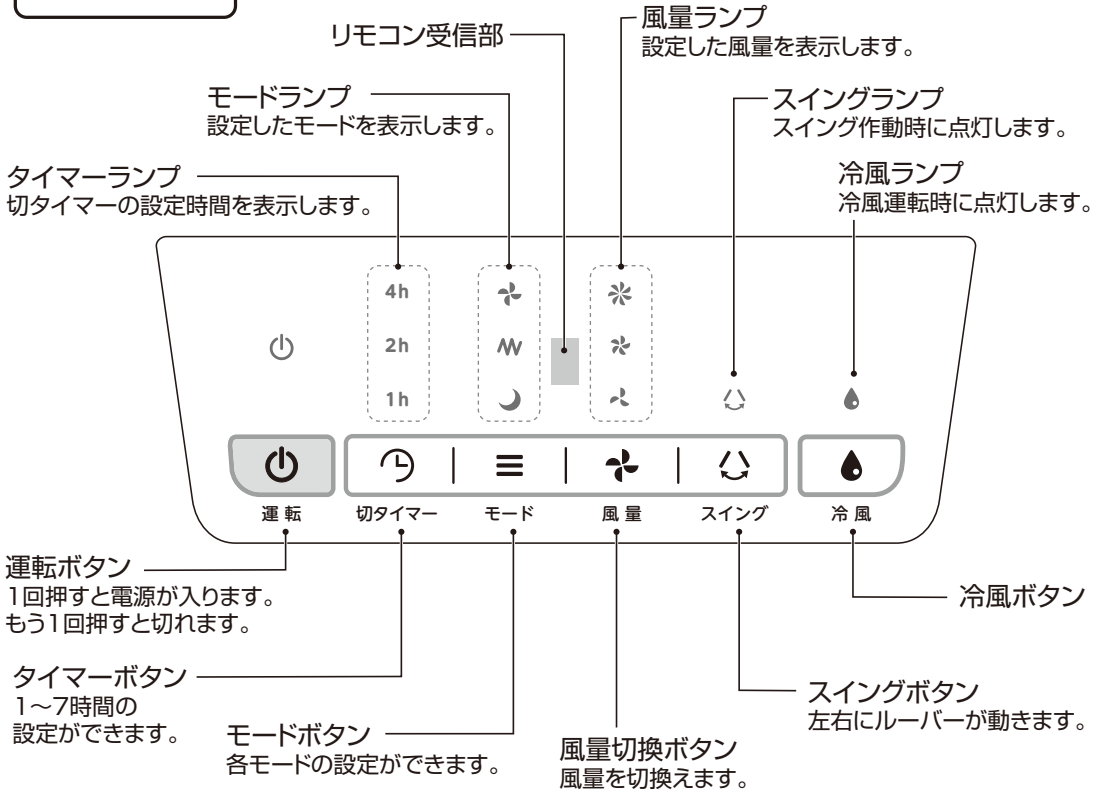 リモコン受信部
風量ランプ
設定した風量を表示します。
モードランプ
設定したモードを表示します。
スイングランプ
スイング作動時に点灯します。
タイマーランプ
切タイマーの設定時間を表示します。
冷風ランプ
冷風運転時に点灯します。
4h
2h
1h
運転
切タイマー
モード
風量
スイング
冷風
運転ボタン
1回押すと電源が入ります。
もう1回押すと切れます。
冷風ボタン
タイマーボタン
1～7時間の
設定ができます。
モードボタン
各モードの設定ができます。
風量切換ボタン
風量を切換えます。
スイングボタン
左右にルーバーが動きます。